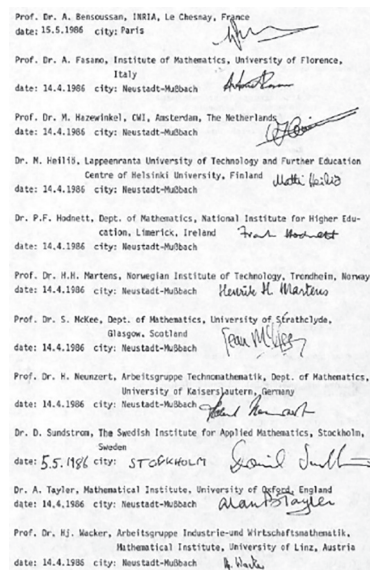 Prof. Dr. A. Bensoussan, INRIA, Le Chesnay, France
date: 15.5.1986 city: Paris
Prof. Dr. A. Fasano, Institute of Mathematics, University of Florence,
Italy
date: 14.4.1986 city: Neustadt-Mußbach
Prof. Dr. M. Hazewinkel, CWI, Amsterdam, The Netherlands
date: 14.4.1986 city: Neustadt-Mußbach
Dr. M. Heiliö, Lappeenranta University of Technology and Further Education
Centre of Helsinki University, Finland
date: 14.4.1986 city: Neustadt-Mußbach Matti Heiliö
Dr. P.F. Hodnett, Dept. of Mathematics, National Institute for Higher Edu-
cation, Limerick, Ireland Frank Hodnett
date: 14.4.1986 city: Neustadt-Mußbach
Prof. Dr. H.H. Martens, Norwegian Institute of Technology, Trondheim, Norway
date: 14.4.1986 city: Neustadt-Mußbach Henrik H. Martens
Prof. Dr. S. McKee, Dept. of Mathematics, University of Strathclyde,
Glasgow, Scotland
date: 14.4.1986 city: Neustadt-Mußbach Sean McKee
Prof. Dr. H. Neunzert, Arbeitsgruppe Technomathematik, Dept. of Mathematics,
University of Kaiserslautern, Germany
date: 14.4.1986 city: Neustadt-Mußbach
Dr. D. Sundstrom, The Swedish Institute for Applied Mathematics, Stockholm,
Sweden
date: 5.5.1986 city: STOCKHOLM
Dr. A. Tayler, Mathematical Institute, University of Oxford, England
date: 14.4.1986 city: Neustadt-Mußbach Alan B Tayler
Prof. Dr. Hj. Wacker, Arbeitsgruppe Industrie-und Wirtschaftsmathematik,
Mathematical Institute, University of Linz, Austria
date: 14.4.1986 city: Neustadt-Mußbach